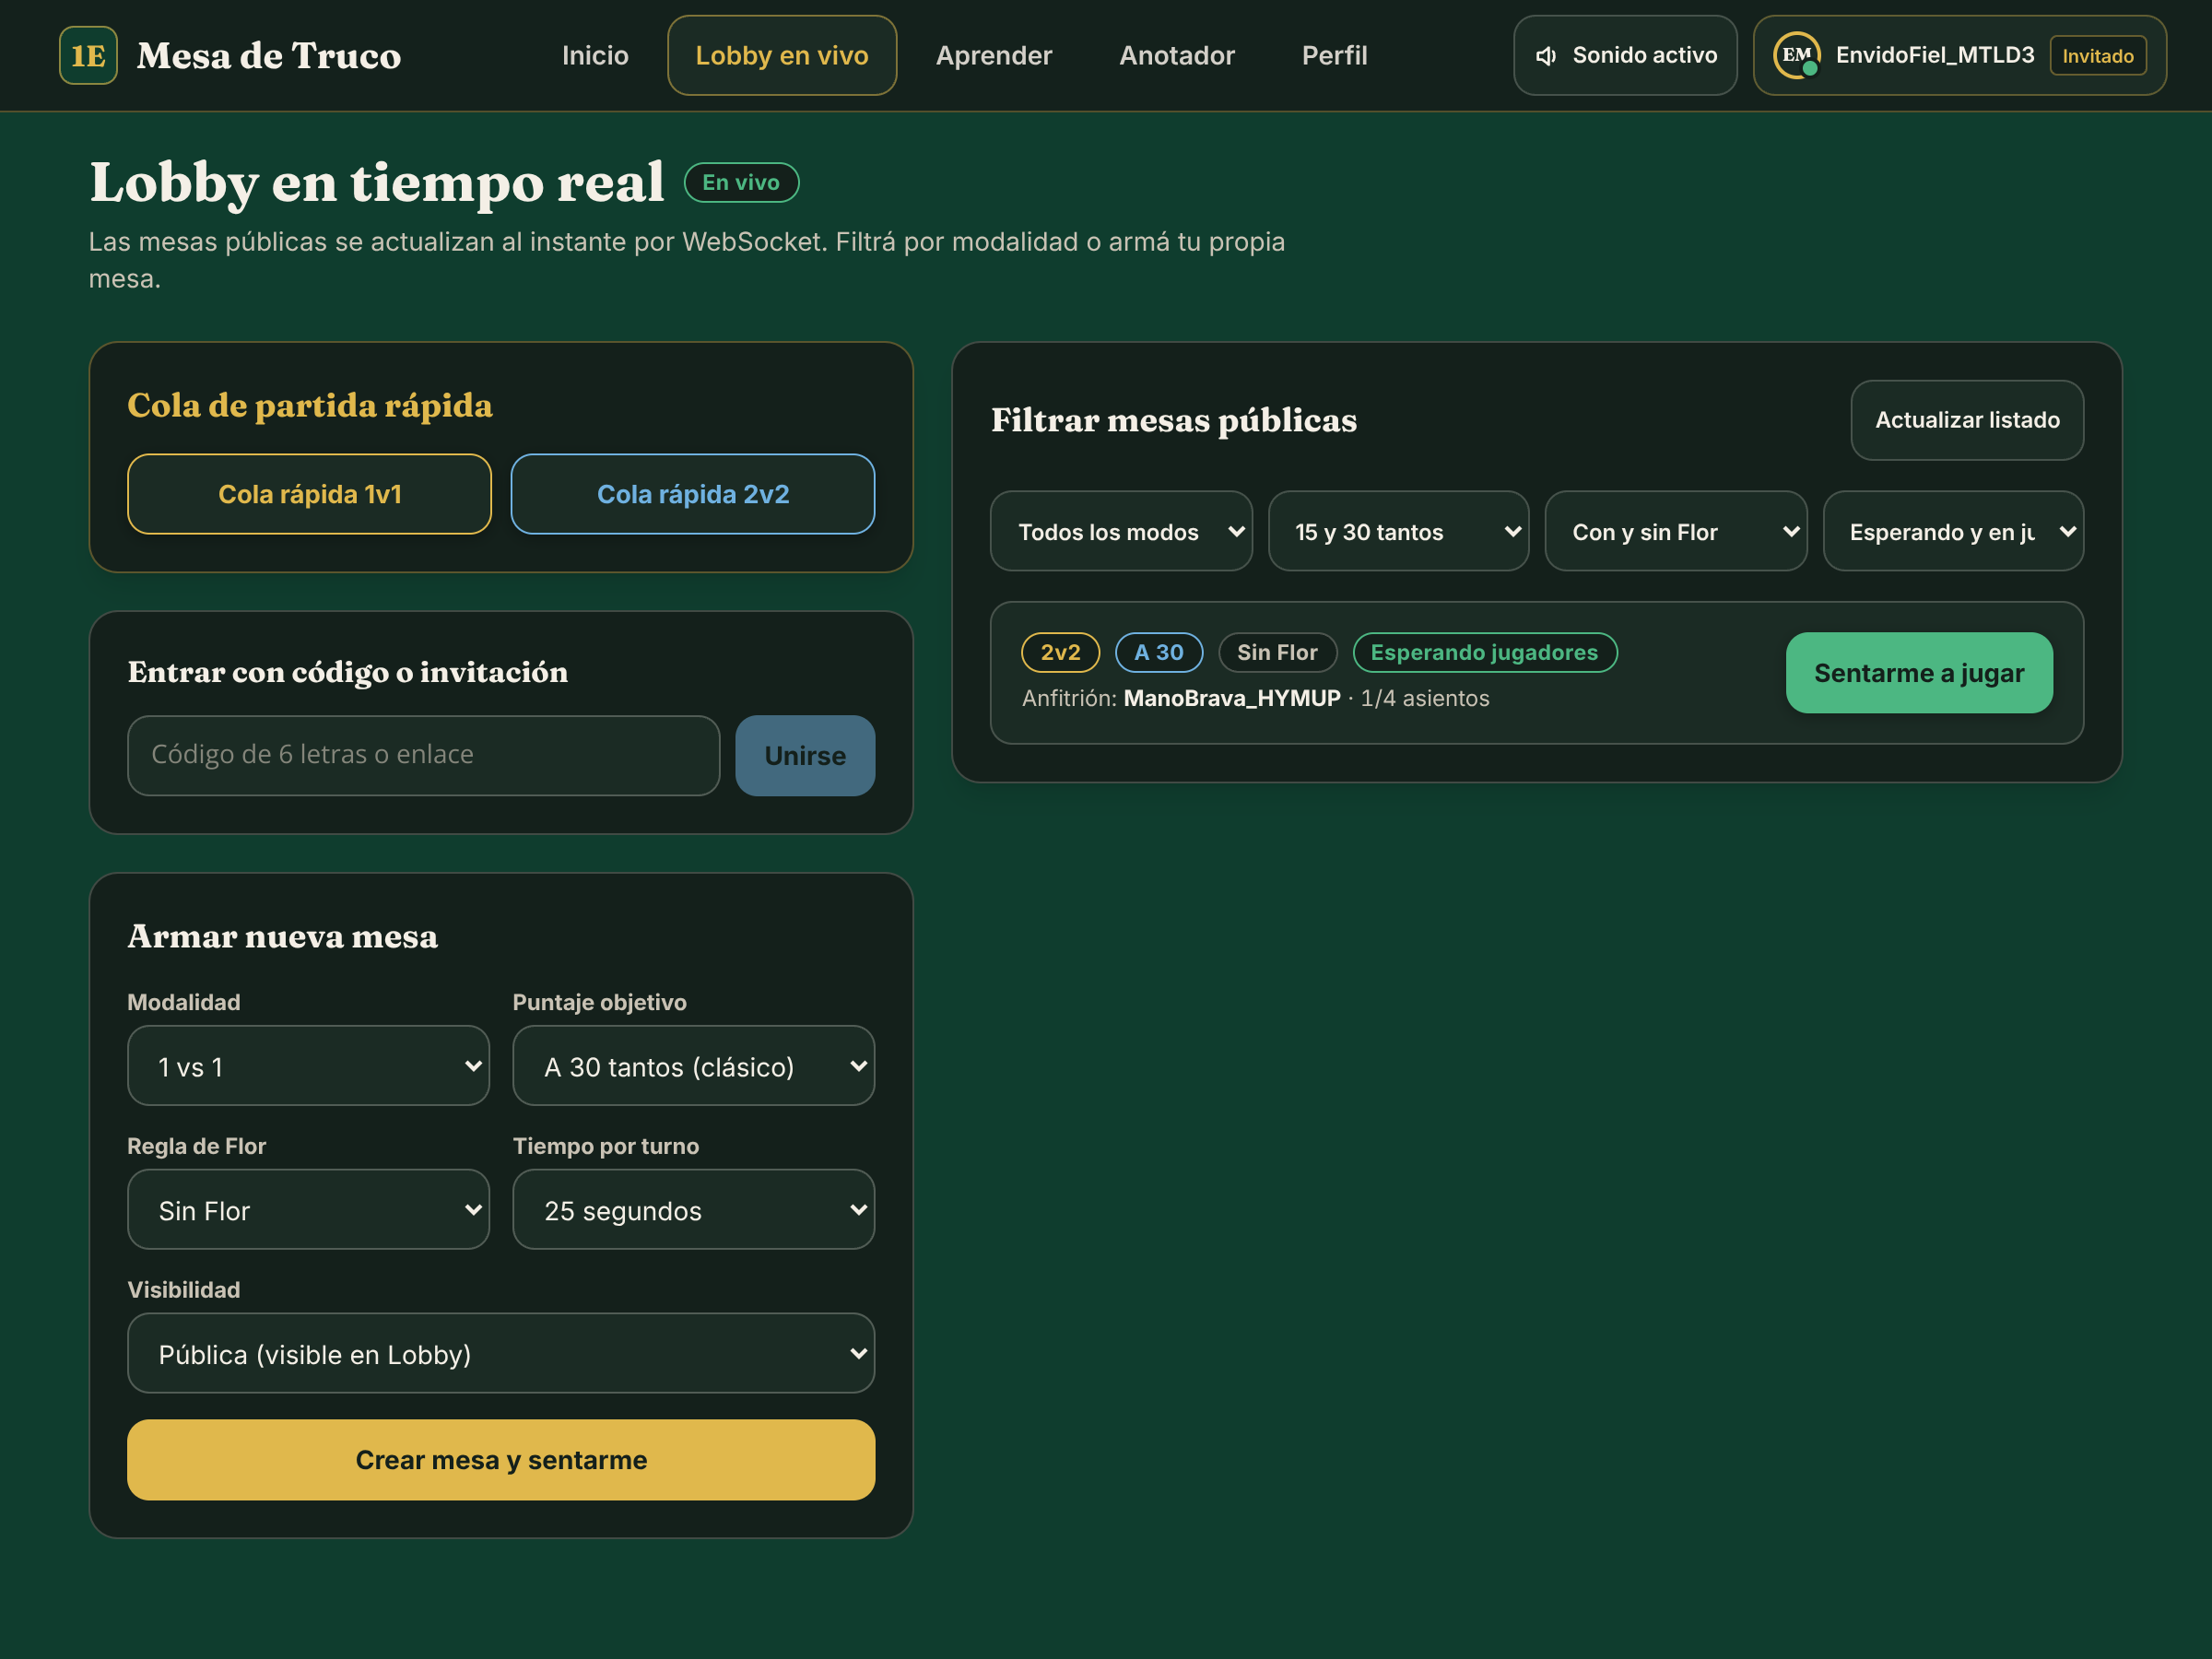 1E Mesa de Truco Inicio Lobby en vivo Aprender Anotador Perfil Sonido activo EM EnvidoFiel_MTLD3 Invitado
Lobby en tiempo real En vivo
Las mesas públicas se actualizan al instante por WebSocket. Filtrá por modalidad o armá tu propia
mesa.
Cola de partida rápida
Cola rápida 1v1 Cola rápida 2v2
Entrar con código o invitación
Código de 6 letras o enlace Unirse
Armar nueva mesa
Modalidad Puntaje objetivo
1 vs 1 A 30 tantos (clásico)
Regla de Flor Tiempo por turno
Sin Flor 25 segundos
Visibilidad
Pública (visible en Lobby)
Crear mesa y sentarme
Filtrar mesas públicas Actualizar listado
Todos los modos 15 y 30 tantos Con y sin Flor Esperando y en ju
2v2 A 30 Sin Flor Esperando jugadores
Anfitrión: ManoBrava_HYMUP · 1/4 asientos
Sentarme a jugar